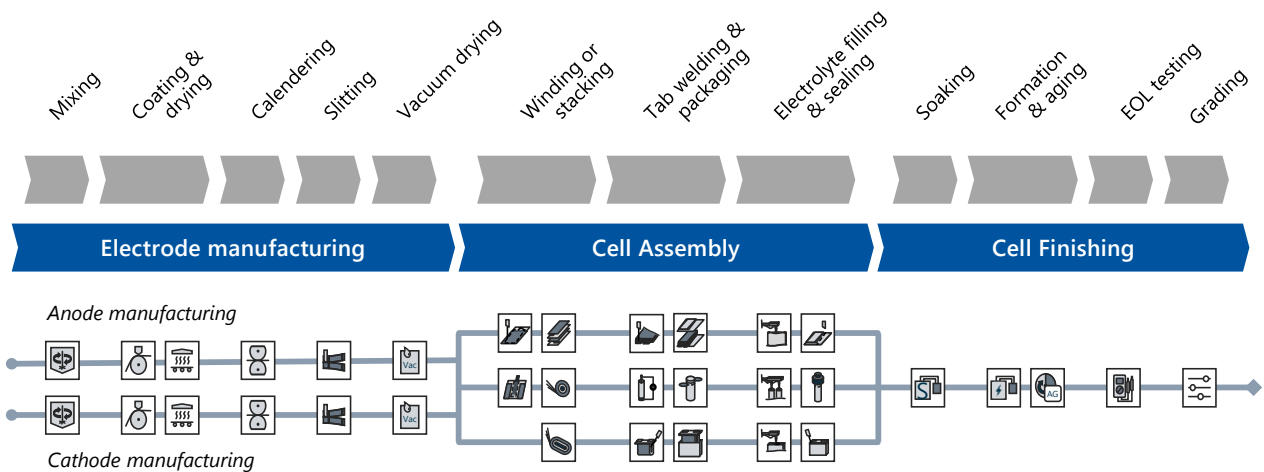 Mixing
Coating &
drying
Calendering
Slitting
Vacuum drying
Winding or
stacking
Tab welding &
packaging
Electrolyte filling
& sealing
Soaking
Formation
& aging
EOL testing
Grading
Electrode manufacturing
Cell Assembly
Cell Finishing
Anode manufacturing
Vac
S
AG
Vac
Cathode manufacturing